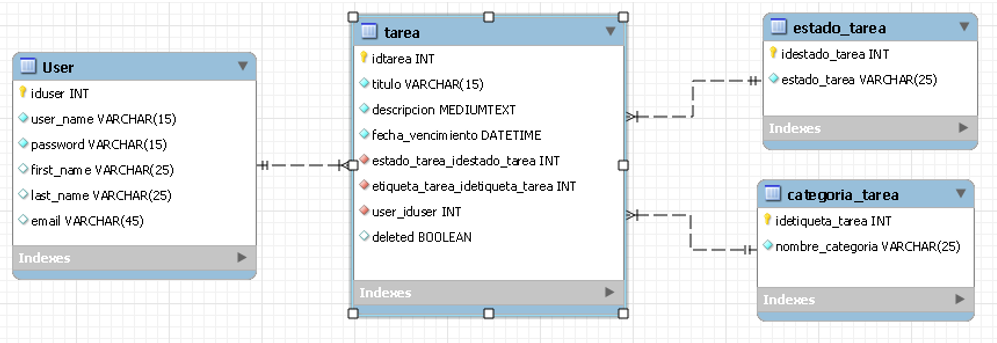 User
iduser INT
user_name VARCHAR(15)
password VARCHAR(15)
first_name VARCHAR(25)
last_name VARCHAR(25)
email VARCHAR(45)
Indexes
tarea
idtarea INT
titulo VARCHAR(15)
descripcion MEDIUMTEXT
fecha_vencimiento DATETIME
estado_tarea_idestado_tarea INT
etiqueta_tarea_idetiqueta_tarea INT
user_iduser INT
deleted BOOLEAN
Indexes
estado_tarea
idestado_tarea INT
estado_tarea VARCHAR(25)
Indexes
categoria_tarea
idetiqueta_tarea INT
nombre_categoria VARCHAR(25)
Indexes